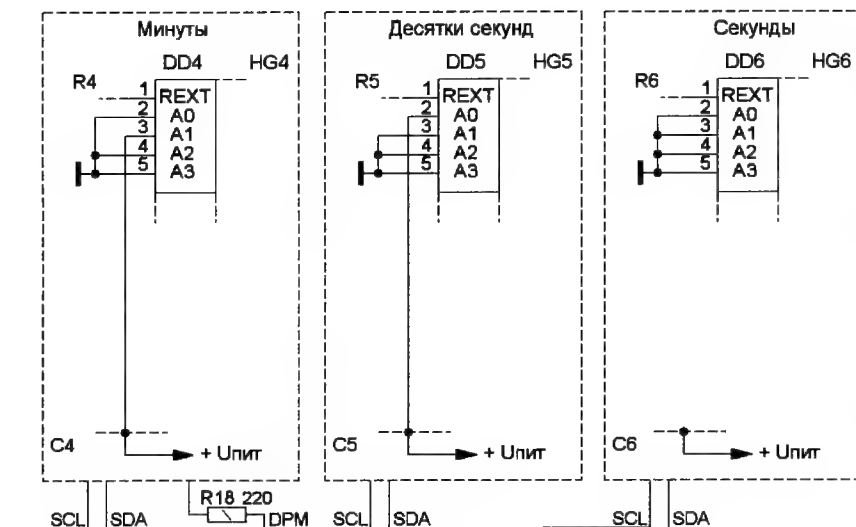 Минуты
DD4 HG4
R4
1 REXT
2 A0
3 A1
4 A2
5 A3
C4
+ Uпит
Десятки секунд
DD5 HG5
R5
1 REXT
2 A0
3 A1
4 A2
5 A3
C5
+ Uпит
Секунды
DD6 HG6
R6
1 REXT
2 A0
3 A1
4 A2
5 A3
C6
+ Uпит
R18 220
SCL SDA DPM SCL SDA SCL SDA